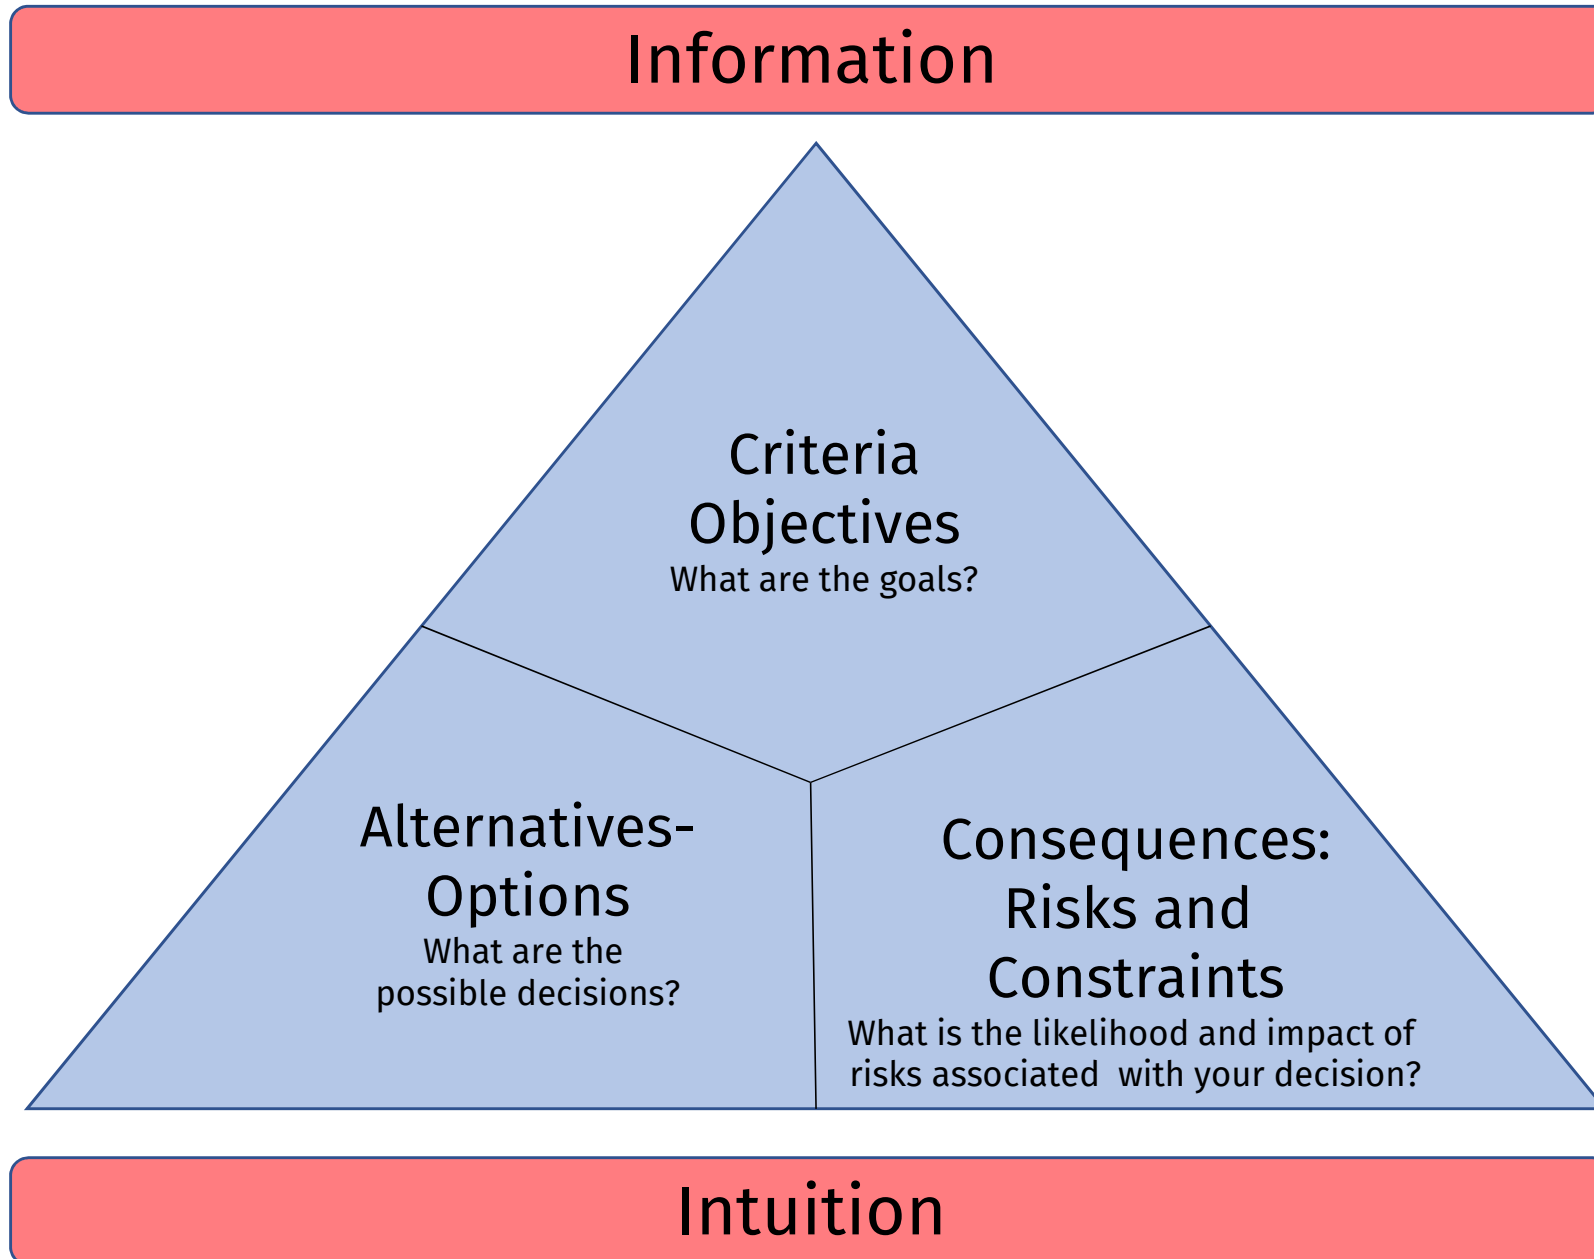 Information
Criteria
Objectives
What are the goals?
Alternatives-
Options
What are the
possible decisions?
Consequences:
Risks and
Constraints
What is the likelihood and impact of
risks associated  with your decision?
Intuition